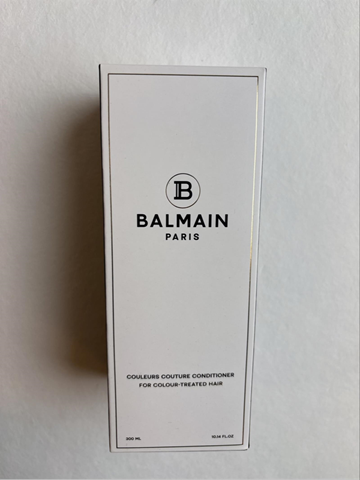 B
BALMAIN
PARIS
COULEURS COUTURE CONDITIONER
FOR COLOUR-TREATED HAIR
300 ML 10.14 FL.OZ